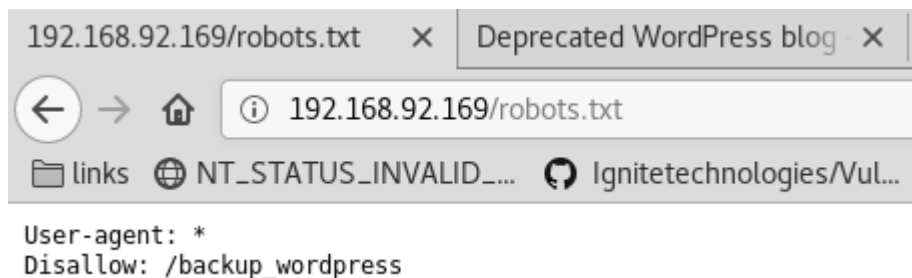 192.168.92.169/robots.txt
Deprecated WordPress blog -
192.168.92.169/robots.txt
links NT_STATUS_INVALID_... Ignitetechnologies/Vul...
User-agent: *
Disallow: /backup_wordpress